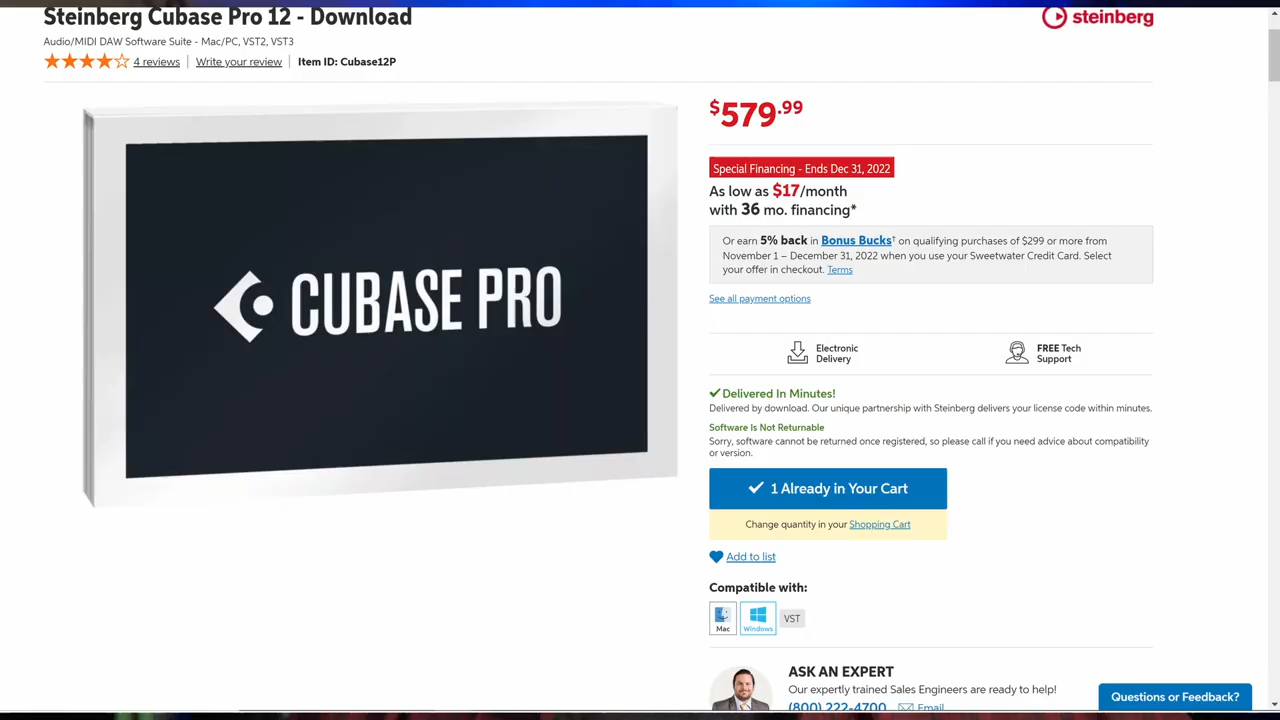 Steinberg Cubase Pro 12 - Download
steinberg
Audio/MIDI DAW Software Suite - Mac/PC, VST2, VST3
4 reviews | Write your review | Item ID: Cubase12P
CUBASE PRO
$579.99
Special Financing - Ends Dec 31, 2022
As low as $17/month
with 36 mo. financing*
Or earn 5% back in Bonus Bucks† on qualifying purchases of $299 or more from
November 1 – December 31, 2022 when you use your Sweetwater Credit Card. Select
your offer in checkout. Terms
See all payment options
Electronic
Delivery
FREE Tech
Support
Delivered In Minutes!
Delivered by download. Our unique partnership with Steinberg delivers your license code within minutes.
Software Is Not Returnable
Sorry, software cannot be returned once registered, so please call if you need advice about compatibility
or version.
1 Already in Your Cart
Change quantity in your Shopping Cart
Add to list
Compatible with:
Mac
Windows
VST
ASK AN EXPERT
Our expertly trained Sales Engineers are ready to help!
(800) 222-4700 Email
Questions or Feedback?